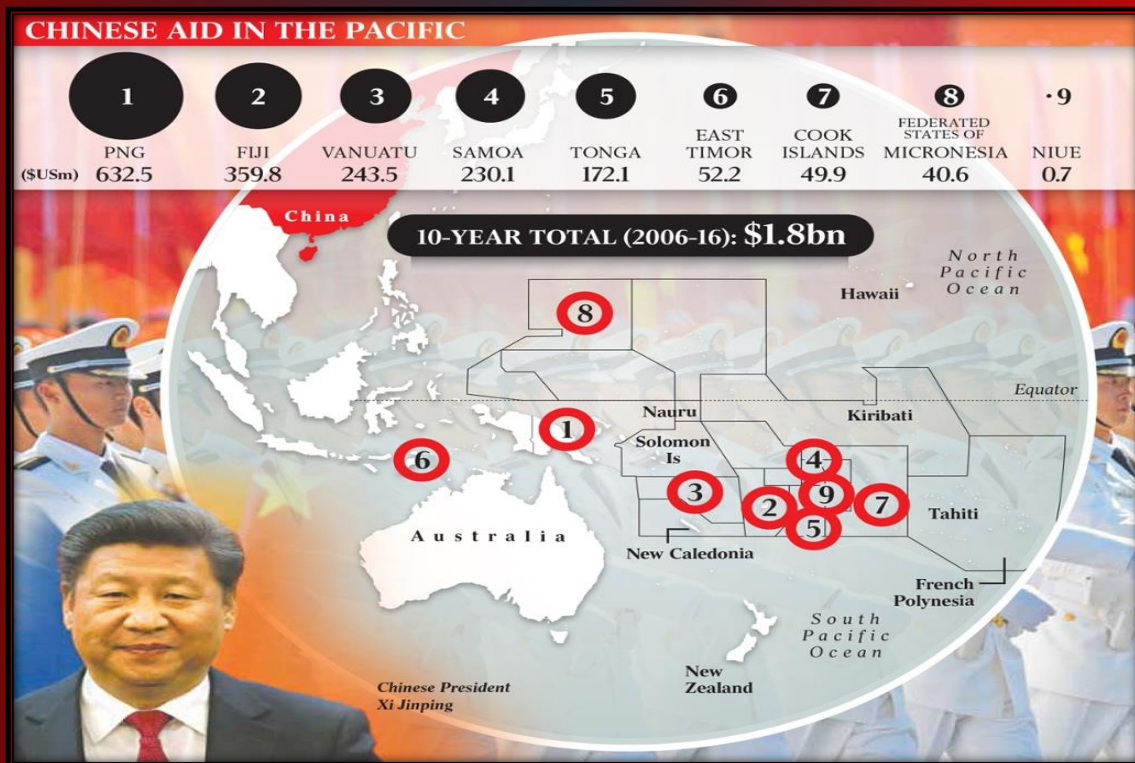 CHINESE AID IN THE PACIFIC
1 2 3 4 5 6 7 8 ·9
PNG FIJI VANUATU SAMOA TONGA EAST TIMOR COOK ISLANDS FEDERATED STATES OF MICRONESIA NIUE
($USm) 632.5 359.8 243.5 230.1 172.1 52.2 49.9 40.6 0.7
China
10-YEAR TOTAL (2006-16): $1.8bn
North
Pacific
Ocean
Hawaii
8
Equator
Nauru
Kiribati
1
Solomon
Is
6
4
3
9
2
7
5
Tahiti
Australia
New Caledonia
French
Polynesia
South
Pacific
Ocean
New
Zealand
Chinese President
Xi Jinping